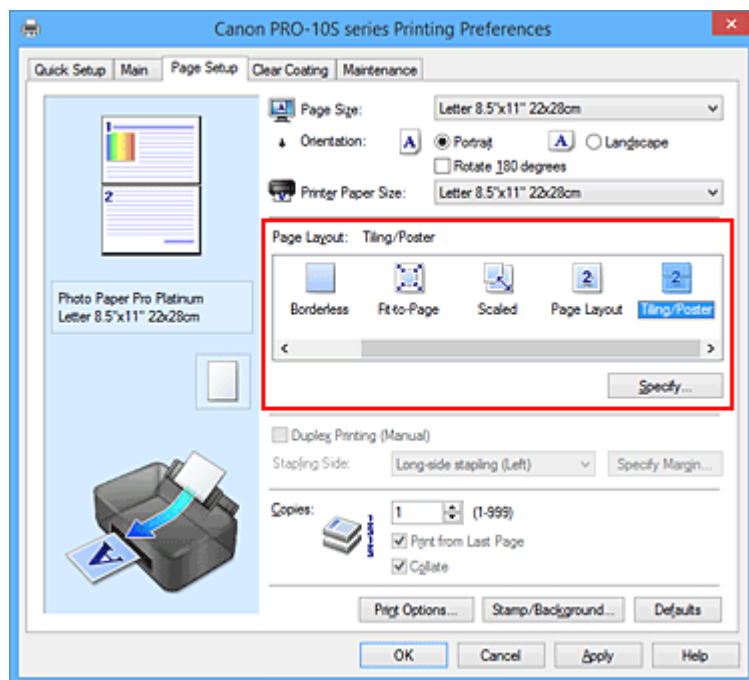 Canon PRO-10S series Printing Preferences
Quick Setup Main Page Setup Clear Coating Maintenance
1
2
Photo Paper Pro Platinum
Letter 8.5"x11" 22x28cm
A
Page Size: Letter 8.5"x11" 22x28cm
Orientation: A Portrait A Landscape
Rotate 180 degrees
Printer Paper Size: Letter 8.5"x11" 22x28cm
Page Layout: Tiling/Poster
2 2
Borderless Fit-to-Page Scaled Page Layout Tiling/Poster
Specify...
Duplex Printing (Manual)
Stapling Side: Long-side stapling (Left) Specify Margin...
Copies: 1 (1-999)
Print from Last Page
Collate
Print Options... Stamp/Background... Defaults
OK Cancel Apply Help